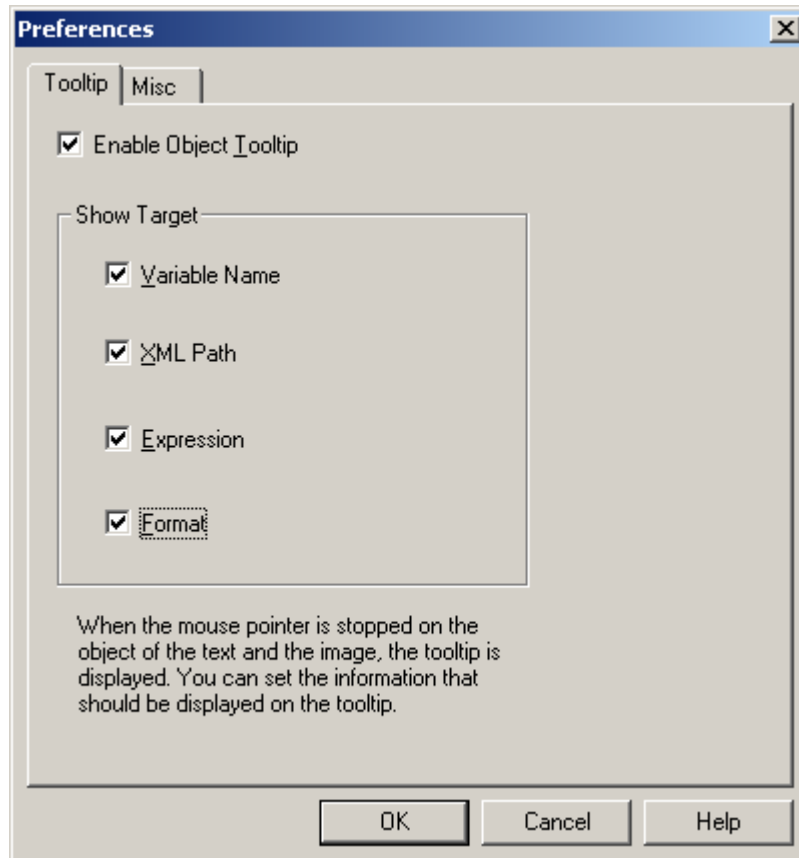 Preferences
Tooltip Misc
Enable Object Tooltip
Show Target
Variable Name
XML Path
Expression
Format
When the mouse pointer is stopped on the
object of the text and the image, the tooltip is
displayed. You can set the information that
should be displayed on the tooltip.
OK Cancel Help